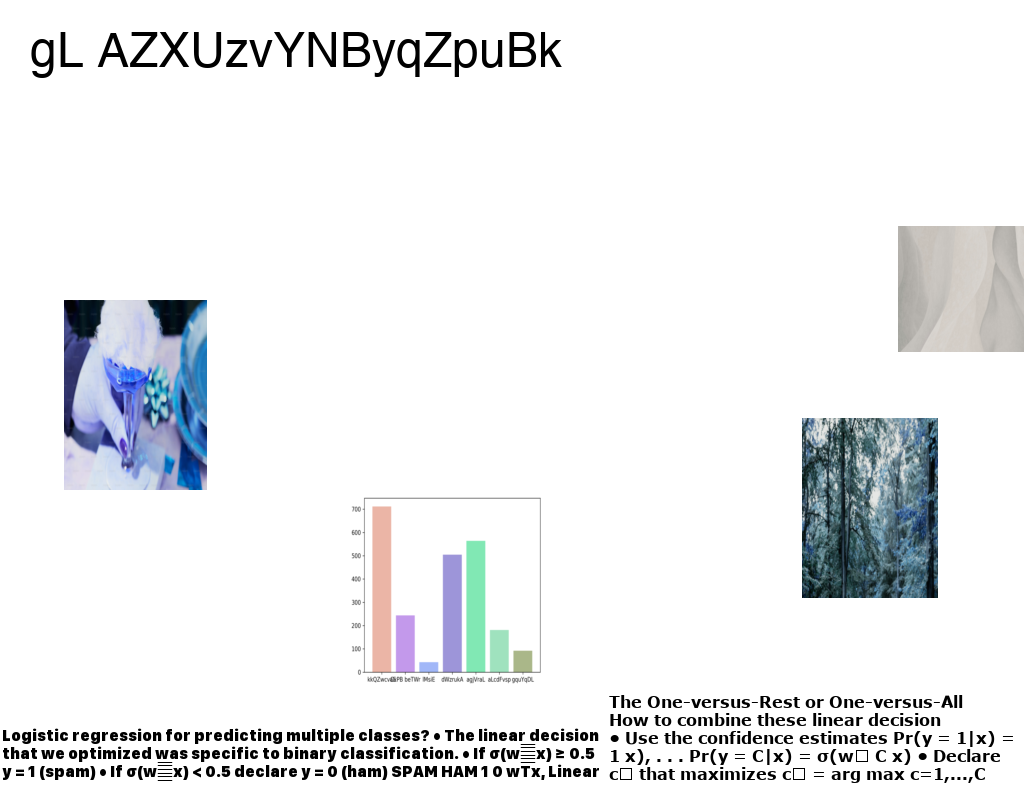 gL AZXUzvYNByqZpuBk
700
600
500
400
300
200
100
0
beTWr IMsiE dWzrukA agjVraL aLcdFvsp gquYqDL
The One-versus-Rest or One-versus-All
How to combine these linear decision
• Use the confidence estimates Pr(y = 1|x) =
1 x), . . . Pr(y = C|x) = σ(w□ C x) • Declare
c□ that maximizes c□ = arg max c=1,...,C
Logistic regression for predicting multiple classes? • The linear decision
that we optimized was specific to binary classification. • If σ(w□x) ≥ 0.5
y = 1 (spam) • If σ(w□x) < 0.5 declare y = 0 (ham) SPAM HAM 1 0 wTx, Linear